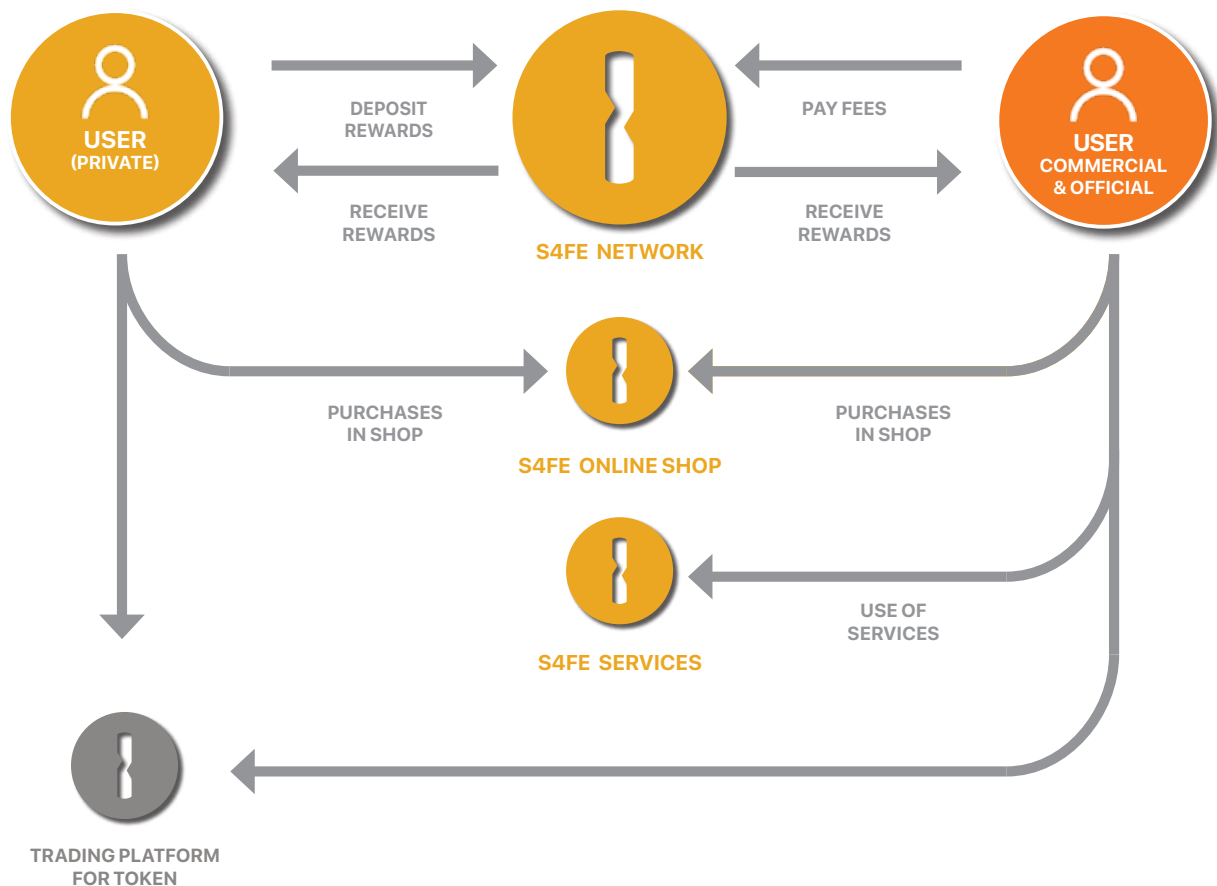 USER
(PRIVATE)
DEPOSIT
REWARDS
RECEIVE
REWARDS
S4FE NETWORK
PAY FEES
RECEIVE
REWARDS
USER
COMMERCIAL
& OFFICIAL
PURCHASES
IN SHOP
S4FE ONLINE SHOP
PURCHASES
IN SHOP
S4FE SERVICES
USE OF
SERVICES
TRADING PLATFORM
FOR TOKEN